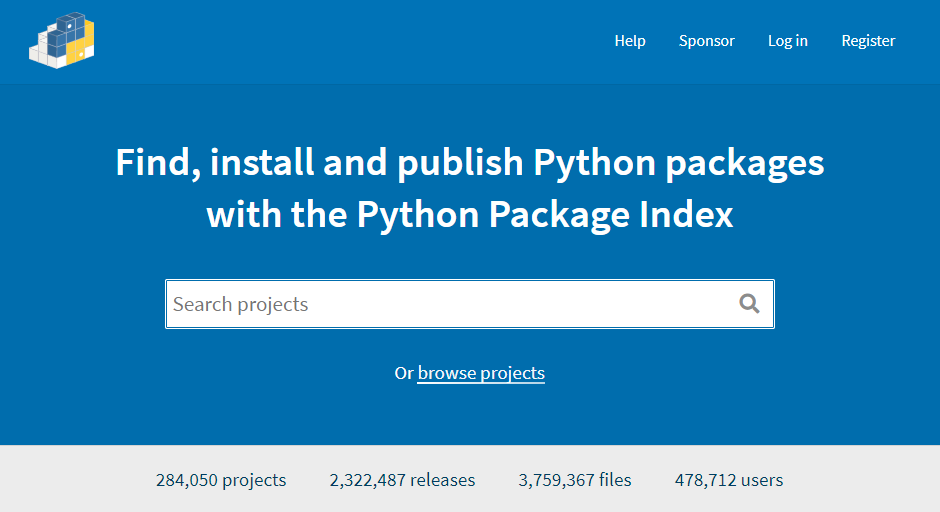 Help Sponsor Log in Register
Find, install and publish Python packages
with the Python Package Index
Search projects
Or browse projects
284,050 projects 2,322,487 releases 3,759,367 files 478,712 users